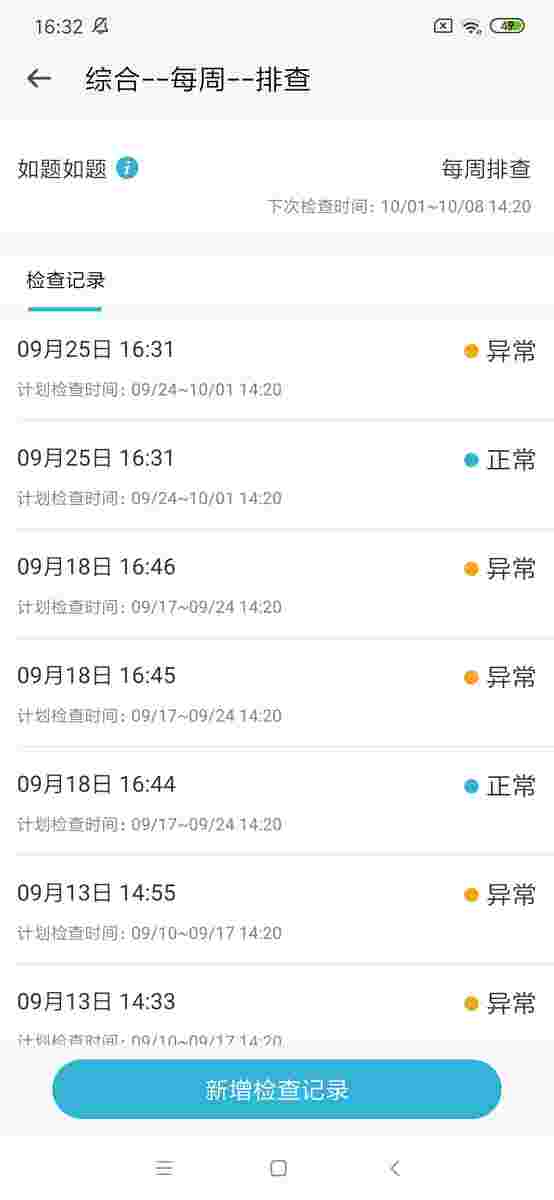 16:32
49
综合--每周--排查
如题如题
每周排查
下次检查时间：10/01~10/08 14:20
检查记录
09月25日 16:31
异常
计划检查时间：09/24~10/01 14:20
09月25日 16:31
正常
计划检查时间：09/24~10/01 14:20
09月18日 16:46
异常
计划检查时间：09/17~09/24 14:20
09月18日 16:45
异常
计划检查时间：09/17~09/24 14:20
09月18日 16:44
正常
计划检查时间：09/17~09/24 14:20
09月13日 14:55
异常
计划检查时间：09/10~09/17 14:20
09月13日 14:33
异常
计划检查时间：09/10~09/17 14:20
新增检查记录